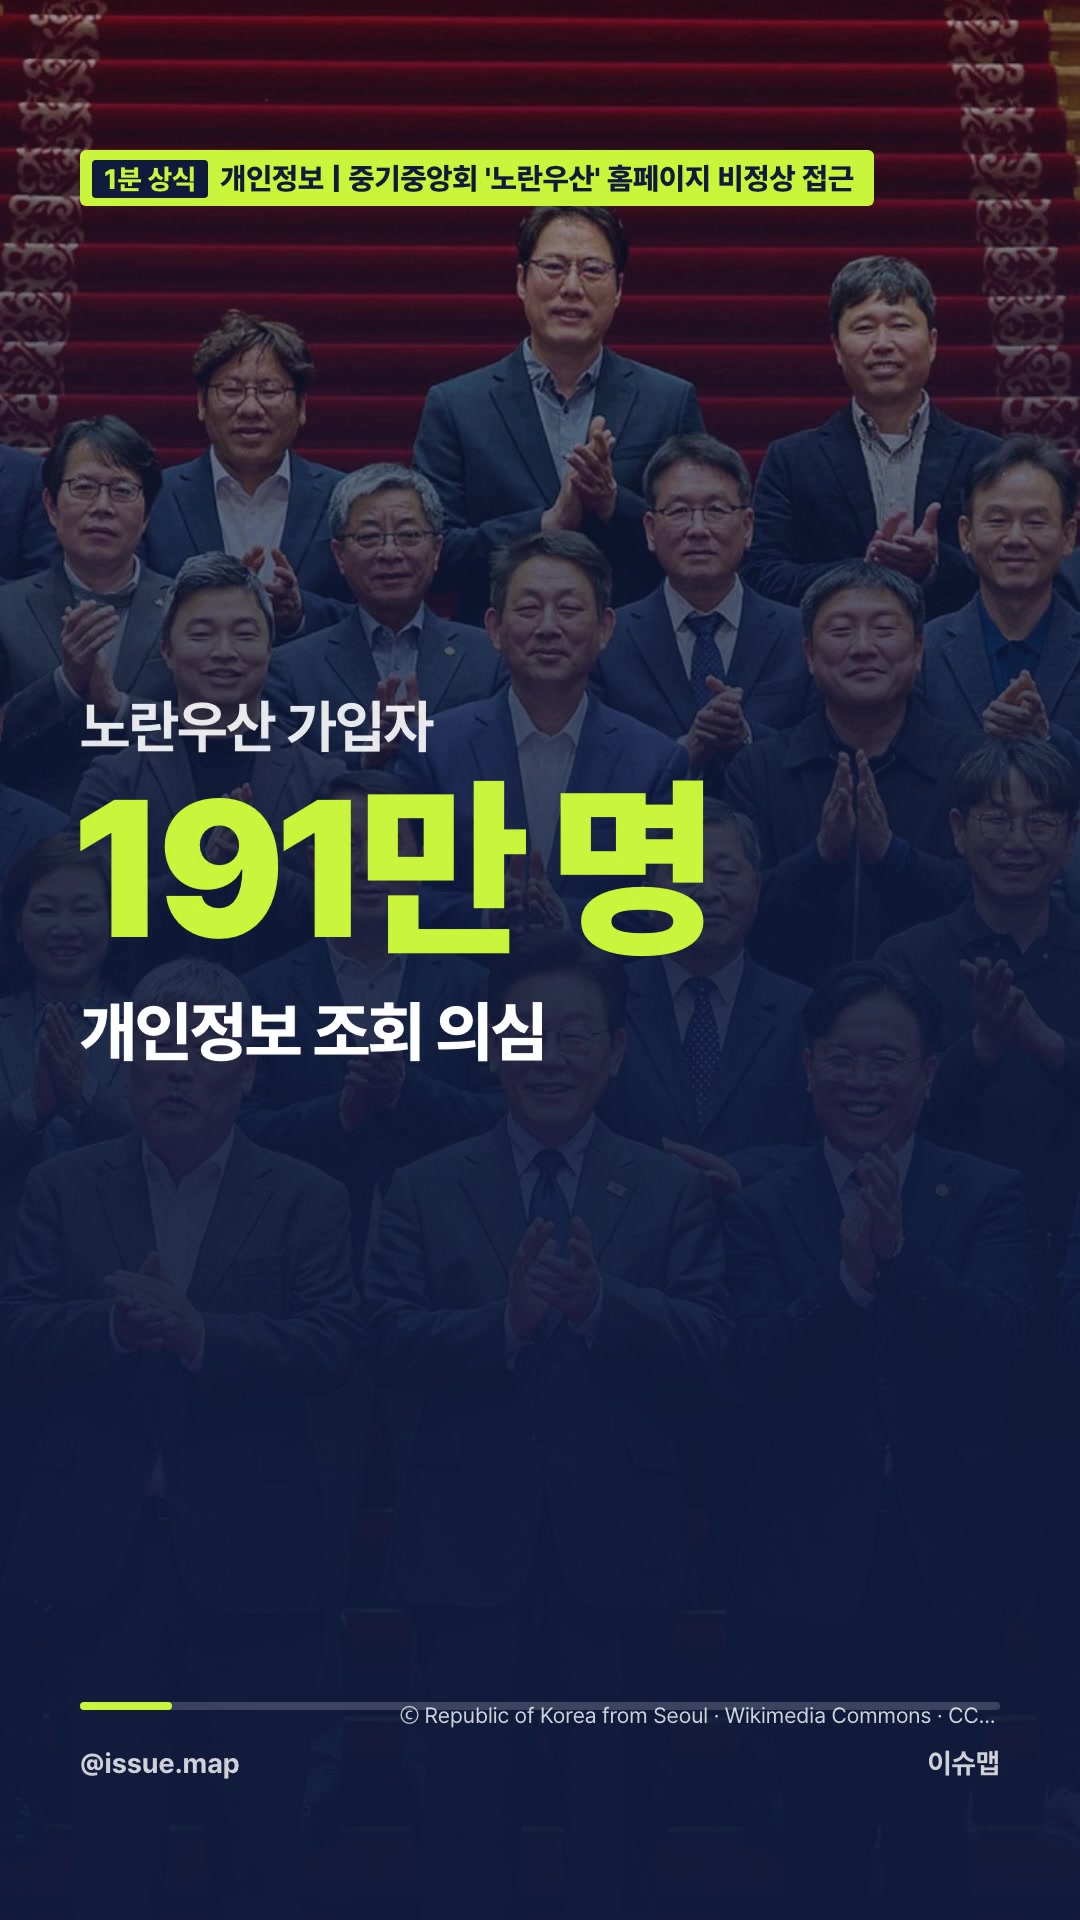 1분 상식 개인정보 | 중기중앙회 '노란우산' 홈페이지 비정상 접근
노란우산 가입자
191만 명
개인정보 조회 의심
ⓒ Republic of Korea from Seoul · Wikimedia Commons · CC...
@issue.map
이슈맵